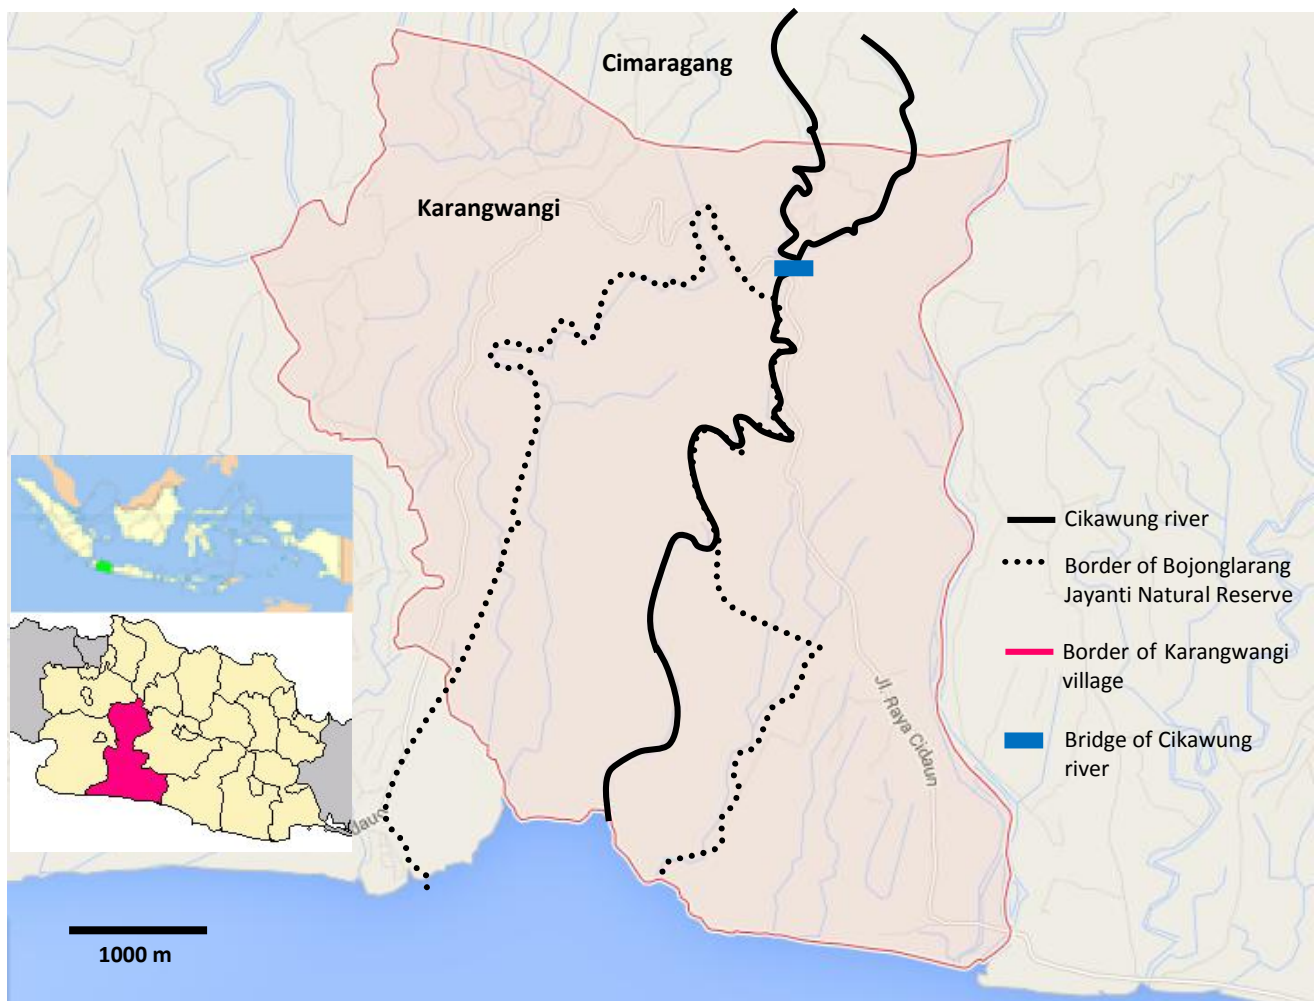 Cimaragang
Karangwangi
Cikawung river
Border of Bojonglarang
Jayanti Natural Reserve
Border of Karangwangi
village
Jl. Raya Cidaun
Bridge of Cikawung
river
1000 m